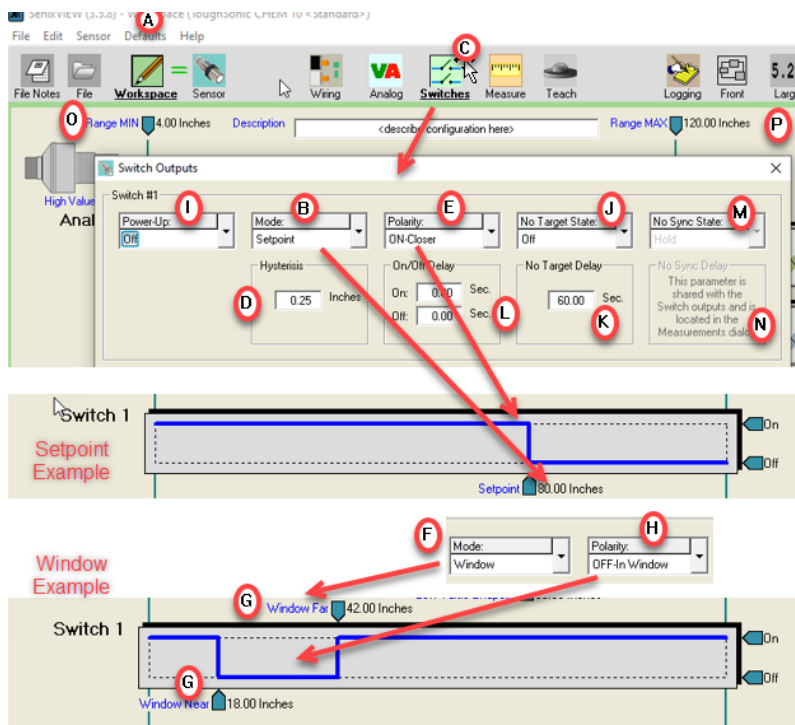 SenixVIEW (3.5.8) - Workspace (ToughSonic CHEM 10 <Standard>)
A
File Edit Sensor Defaults Help
C
VA
5.2
File Notes File Workspace = Sensor Wiring Analog Switches Measure Teach Logging Front Larg
O Range MIN 4.00 Inches Description <describe configuration here> Range MAX 120.00 Inches P
Switch Outputs
High Value
Anal
Switch #1
I B E J M
Power-Up: Mode: Polarity: No Target State: No Sync State:
Off Setpoint ON-Closer Off Hold
Hysterisis On/Off Delay No Target Delay No Sync Delay
D 0.25 Inches
On: 0.00 Sec.
Off: 0.00 Sec. L
60.00 Sec.
K
This parameter is
shared with the
Switch outputs and is
located in the
Measurements dialog
N
Switch 1
On
Off
Setpoint
Example
Setpoint 80.00 Inches
F H
Mode: Polarity:
Window OFF-In Window
Window
Example
G Window Far 42.00 Inches
Switch 1
On
Off
G
Window Near 18.00 Inches